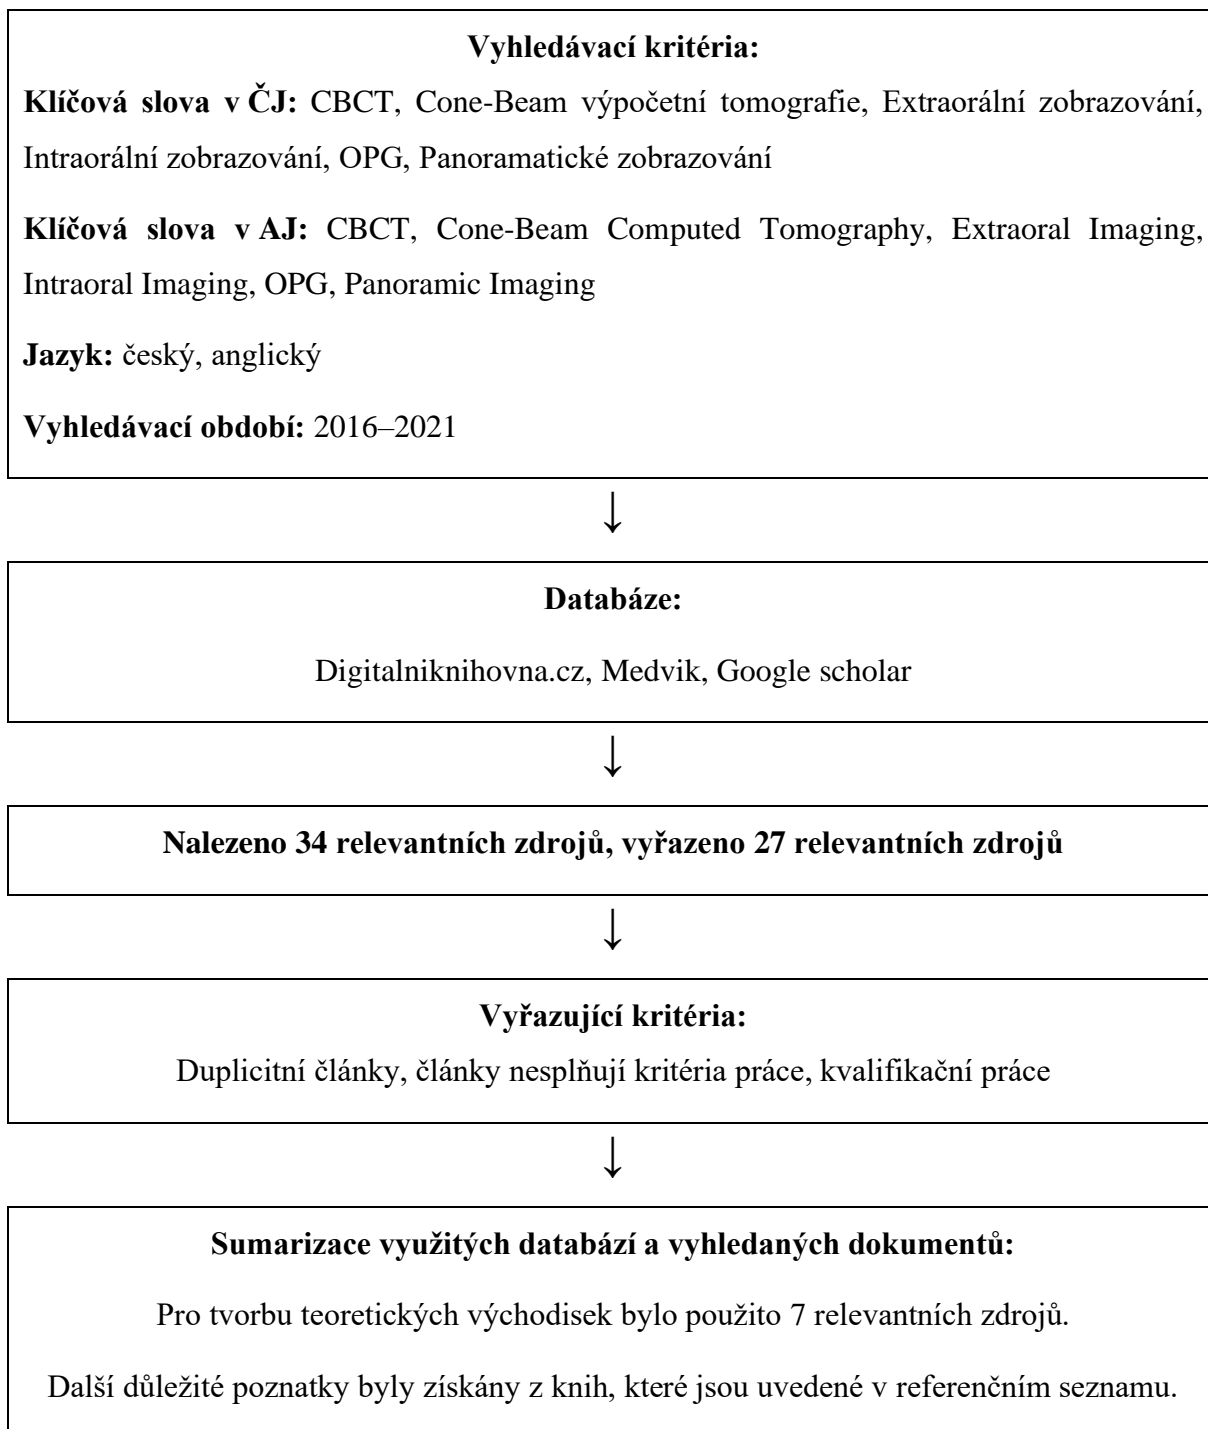 Vyhledávací kritéria:
Klíčová slova v ČJ: CBCT, Cone-Beam výpočetní tomografie, Extraorální zobrazování,
Intraorální zobrazování, OPG, Panoramatické zobrazování
Klíčová slova v AJ: CBCT, Cone-Beam Computed Tomography, Extraoral Imaging,
Intraoral Imaging, OPG, Panoramic Imaging
Jazyk: český, anglický
Vyhledávací období: 2016–2021
↓
Databáze:
Digitalniknihovna.cz, Medvik, Google scholar
↓
Nalezeno 34 relevantních zdrojů, vyřazeno 27 relevantních zdrojů
↓
Vyřazující kritéria:
Duplicitní články, články nesplňují kritéria práce, kvalifikační práce
↓
Sumarizace využitých databází a vyhledaných dokumentů:
Pro tvorbu teoretických východisek bylo použito 7 relevantních zdrojů.
Další důležité poznatky byly získány z knih, které jsou uvedené v referenčním seznamu.